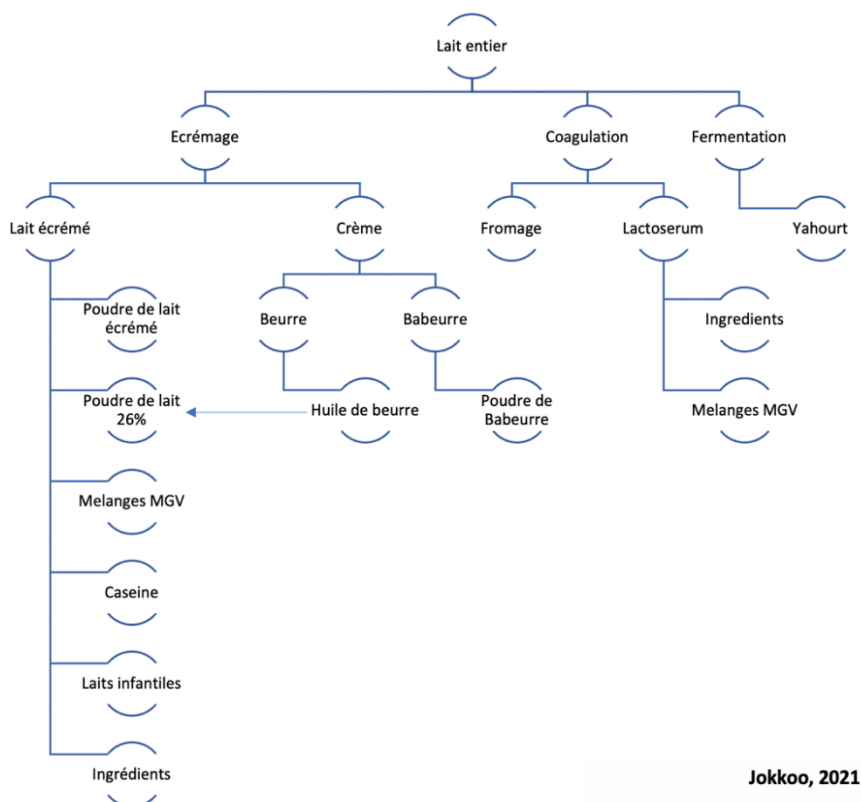 Lait entier
Ecrémage
Coagulation
Fermentation
Lait écrémé
Crème
Fromage
Lactoserum
Yahourt
Poudre de lait
écrémé
Beurre
Babeurre
Ingredients
Poudre de lait
26%
Huile de beurre
Poudre de
Babeurre
Melanges MGV
Melanges MGV
Caseine
Laits infantiles
Ingrédients
Jokkoo, 2021